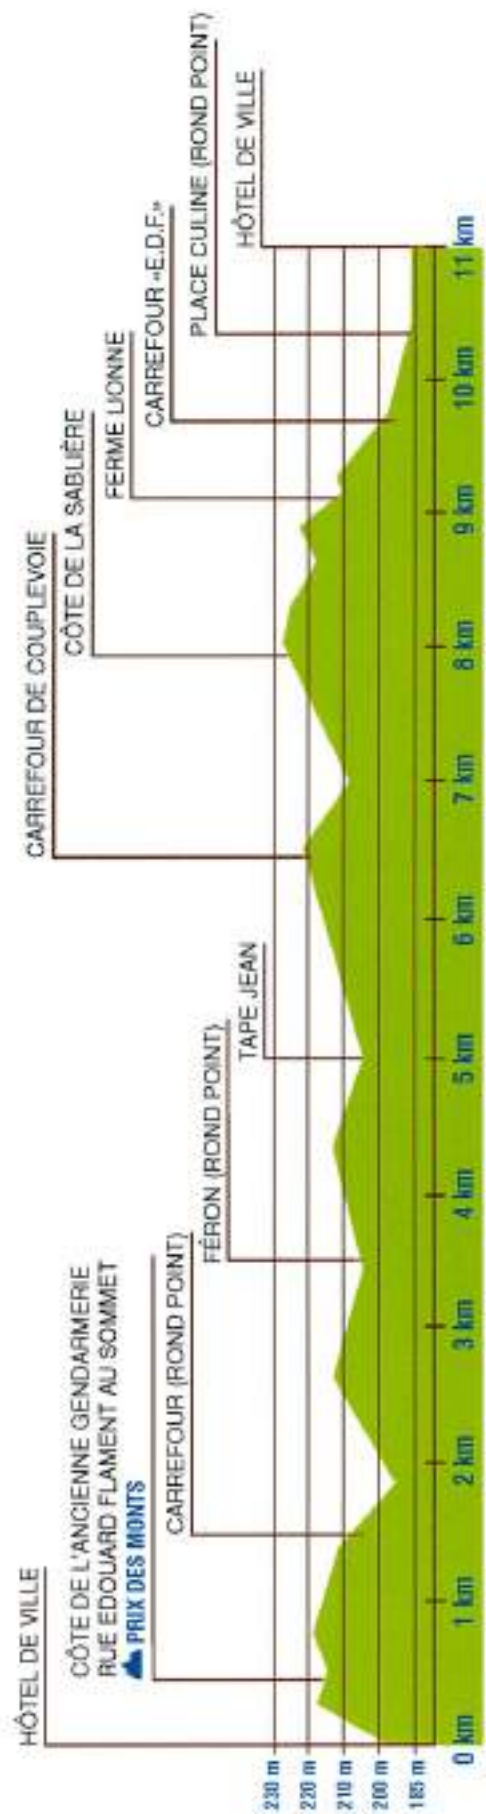 HÔTEL DE VILLE
CÔTE DE L'ANCIENNE GENDARMERIE
RUE EDOUARD FLAMENT AU SOMMET
PRIX DES MONTS
CARREFOUR (ROND POINT)
FÉRON (ROND POINT)
TAPE JEAN
CARREFOUR DE COUPLEVOIE
CÔTE DE LA SABLIÈRE
FERME LIONNE
CARREFOUR «E.D.F.»
PLACE CULINE (ROND POINT)
HÔTEL DE VILLE
230 m
220 m
210 m
200 m
185 m
0 km
1 km
2 km
3 km
4 km
5 km
6 km
7 km
8 km
9 km
10 km
11 km